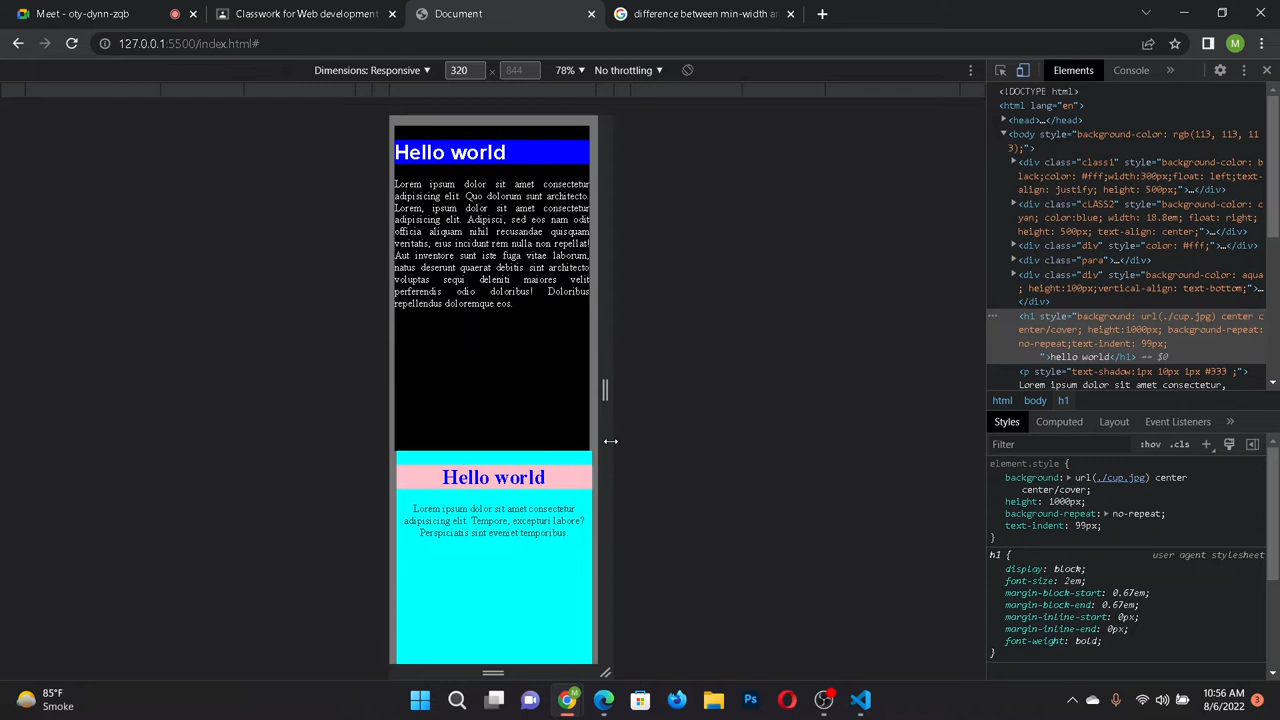 Meet - oty-dynn-zqb
Classwork for Web development
Document
difference between min-width ar
127.0.0.1:5500/index.html#
M
Dimensions: Responsive
320 x 844
78%
No throttling
Elements
Console
Hello world
Lorem ipsum dolor sit amet consectetur
adipisicing elit. Quo dolorum sunt architecto.
Lorem, ipsum dolor sit amet consectetur
adipisicing elit. Adipisci, sed eos nam odit
officia aliquam nihil recusandae quisquam
veritatis, eius incidunt rem nulla non repellat!
Aut inventore sunt iste fuga vitae laborum,
natus deserunt quaerat debitis sint architecto
voluptas sequi deleniti maiores velit
perferendis odio doloribus! Doloribus
repellendus doloremque eos.
Hello world
Lorem ipsum dolor sit amet consectetur
adipisicing elit. Tempore, excepturi labore?
Perspiciatis sint eveniet temporibus.
<!DOCTYPE html>
<html lang="en">
<head>…</head>
<body style="background-color: rgb(113, 113, 11
3);">
<div class="class1" style="background-color: b
lack;color: #fff;width:300px;float: left;text-
align: justify; height: 500px;">…</div>
<div class="cLASS2" style="background-color: c
yan; color:blue; width: 18.8em; float: right;
height: 500px; text-align: center;">…</div>
<div class="div" style="color: #fff;">…</div>
<div class="para">…</div>
<div class="div" style="background-color: aqua
; height:100px;vertical-align: text-bottom;">…
</div>
<h1 style="background: url(./cup.jpg) center c
enter/cover; height:1000px; background-repeat:
no-repeat;text-indent: 99px;
">hello world</h1> == $0
<p style="text-shadow:1px 10px 1px #333 ;">
Lorem ipsum dolor sit amet consectetur,
html
body
h1
Styles
Computed
Layout
Event Listeners
Filter
:hov
.cls
element.style {
background: url(./cup.jpg) center
center/cover;
height: 1000px;
background-repeat: no-repeat;
text-indent: 99px;
}
h1 {
user agent stylesheet
display: block;
font-size: 2em;
margin-block-start: 0.67em;
margin-block-end: 0.67em;
margin-inline-start: 0px;
margin-inline-end: 0px;
font-weight: bold;
}
85°F
Smoke
M
Ps
10:56 AM
8/6/2022
3